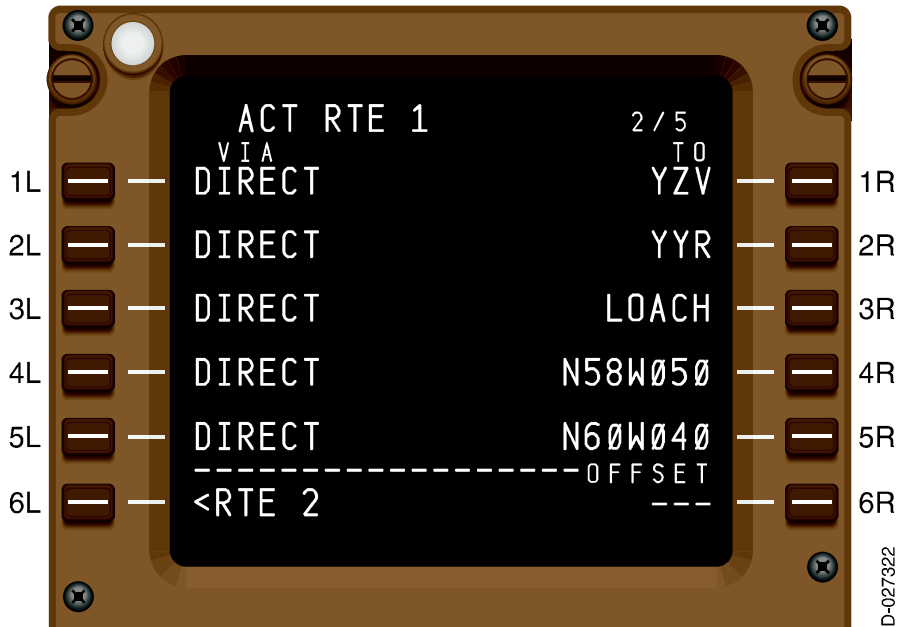 ACT RTE 1 2/5
VIA TO
1L DIRECT YZV 1R
2L DIRECT YYR 2R
3L DIRECT LOACH 3R
4L DIRECT N58W050 4R
5L DIRECT N60W040 5R
------------------OFFSET
6L <RTE 2 --- 6R
D-027322